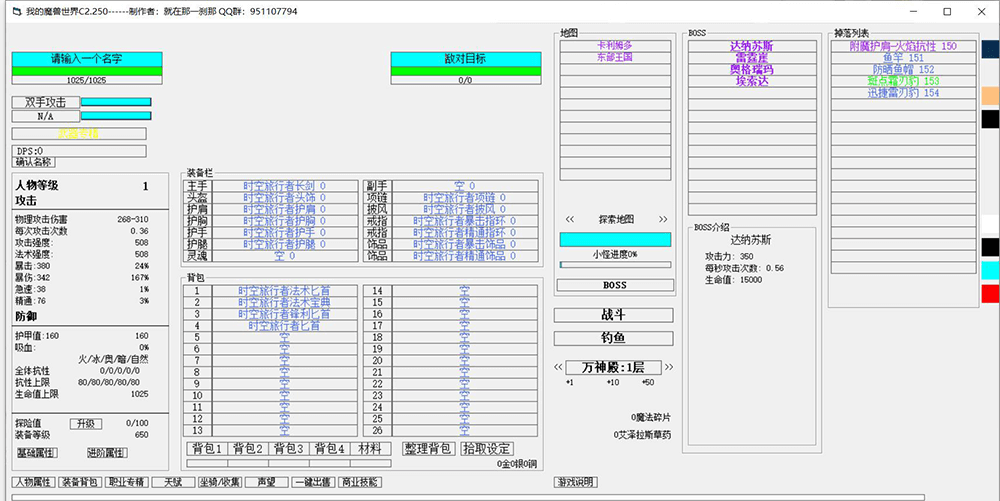 我的魔兽世界C2.250------制作者：就在那一刹那 QQ群：951107794
请输入一个名字
1025/1025
敌对目标
0/0
双手攻击
N/A
DPS:0
确认名称
人物等级 1
攻击
物理攻击伤害 268-310
每次攻击次数 0.36
攻击强度: 508
法术强度: 508
暴击:380 24%
暴伤:342 167%
急速:38 1%
精通:76 3%
防御
护甲值:160 160
吸血: 0%
火/冰/奥/暗/自然
全体抗性 0/0/0/0/0
抗性上限 80/80/80/80/80
生命值上限 1025
探险值 升级 0/100
装备等级 650
基础属性 进阶属性
装备栏
主手 时空旅行者长剑 0 副手 空 0
头盔 时空旅行者头饰 0 项链 时空旅行者项链 0
护肩 时空旅行者护肩 0 披风 时空旅行者披风 0
护胸 时空旅行者护胸 0 戒指 时空旅行者暴击指环 0
护手 时空旅行者护手 0 戒指 时空旅行者精通指环 0
护腿 时空旅行者护腿 0 饰品 时空旅行者暴击饰品 0
灵魂 空 0 饰品 时空旅行者精通饰品 0
背包
1 时空旅行者法术匕首 14 空
2 时空旅行者法术宝典 15 空
3 时空旅行者锋利匕首 16 空
4 时空旅行者匕首 17 空
5 空 18 空
6 空 19 空
7 空 20 空
8 空 21 空
9 空 22 空
10 空 23 空
11 空 24 空
12 空 25 空
13 空 26 空
背包1 背包2 背包3 背包4 材料 整理背包 拾取设定
0金0银0铜
人物属性 装备背包 职业专精 天赋 坐骑/收集 声望 一键出售 商业技能
地图
卡利姆多
东部王国
<< 探索地图 >>
小怪进度0%
BOSS
战斗
钓鱼
<< 万神殿:1层 >>
+1 +10 +50
0魔法碎片
0艾泽拉斯草药
游戏说明
BOSS
达纳苏斯
雷霆崖
奥格瑞玛
埃索达
BOSS介绍
达纳苏斯
攻击力: 350
每秒攻击次数: 0.56
生命值: 15000
掉落列表
附魔护肩-火焰抗性 150
鱼竿 151
防晒鱼帽 152
斑点霜刃豹 153
迅捷雷刃豹 154